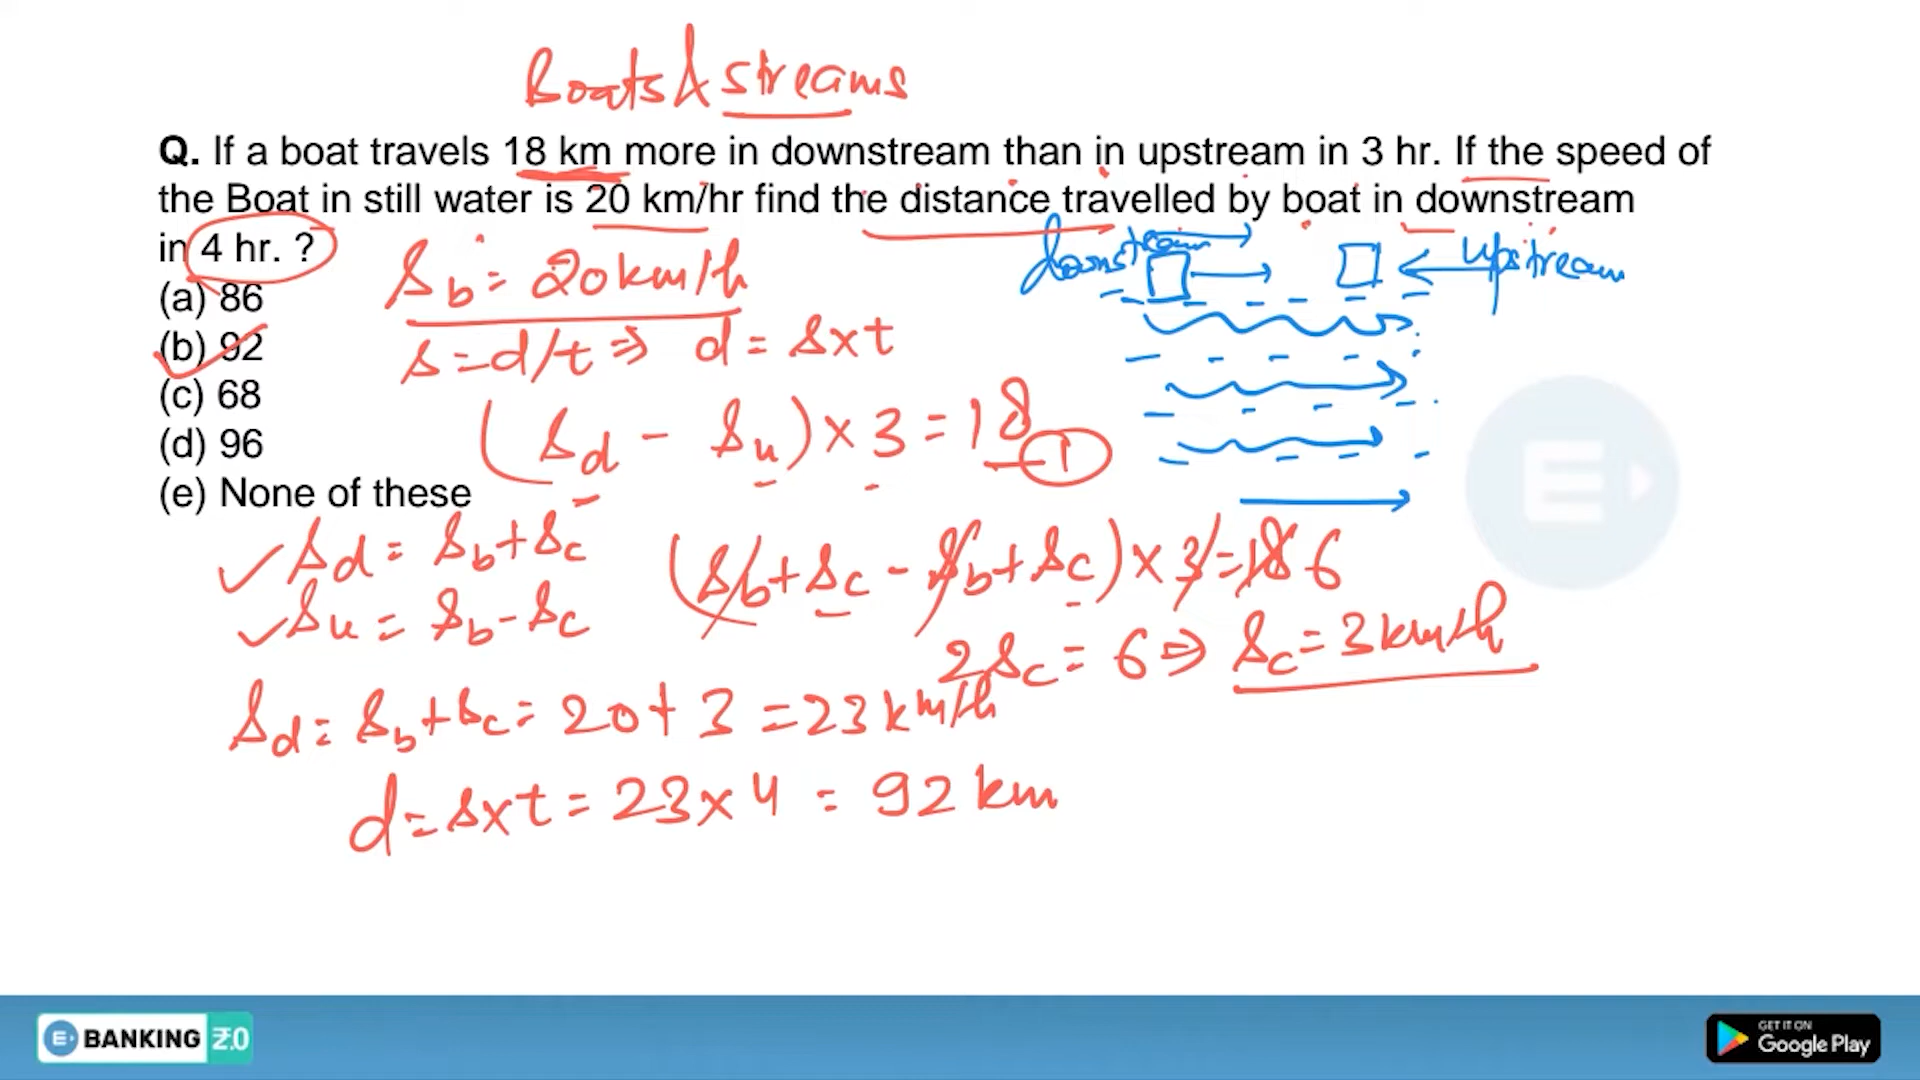 Boats & streams
Q. If a boat travels 18 km more in downstream than in upstream in 3 hr. If the speed of
the Boat in still water is 20 km/hr find the distance travelled by boat in downstream
in 4 hr. ?
(a) 86
(b) 92
(c) 68
(d) 96
(e) None of these
downstream
upstream
Sb = 20 km/h
s = d/t ⇒ d = s×t
(Sd - Su) × 3 = 18 — ①
Sd = Sb + Sc
Su = Sb - Sc
(Sb + Sc - Sb + Sc) × 3 = 18 6
2Sc = 6 ⇒ Sc = 3 km/h
Sd = Sb + Sc = 20 + 3 = 23 km/h
d = s×t = 23 × 4 = 92 km
E
E BANKING ₹2.0
GET IT ON
Google Play